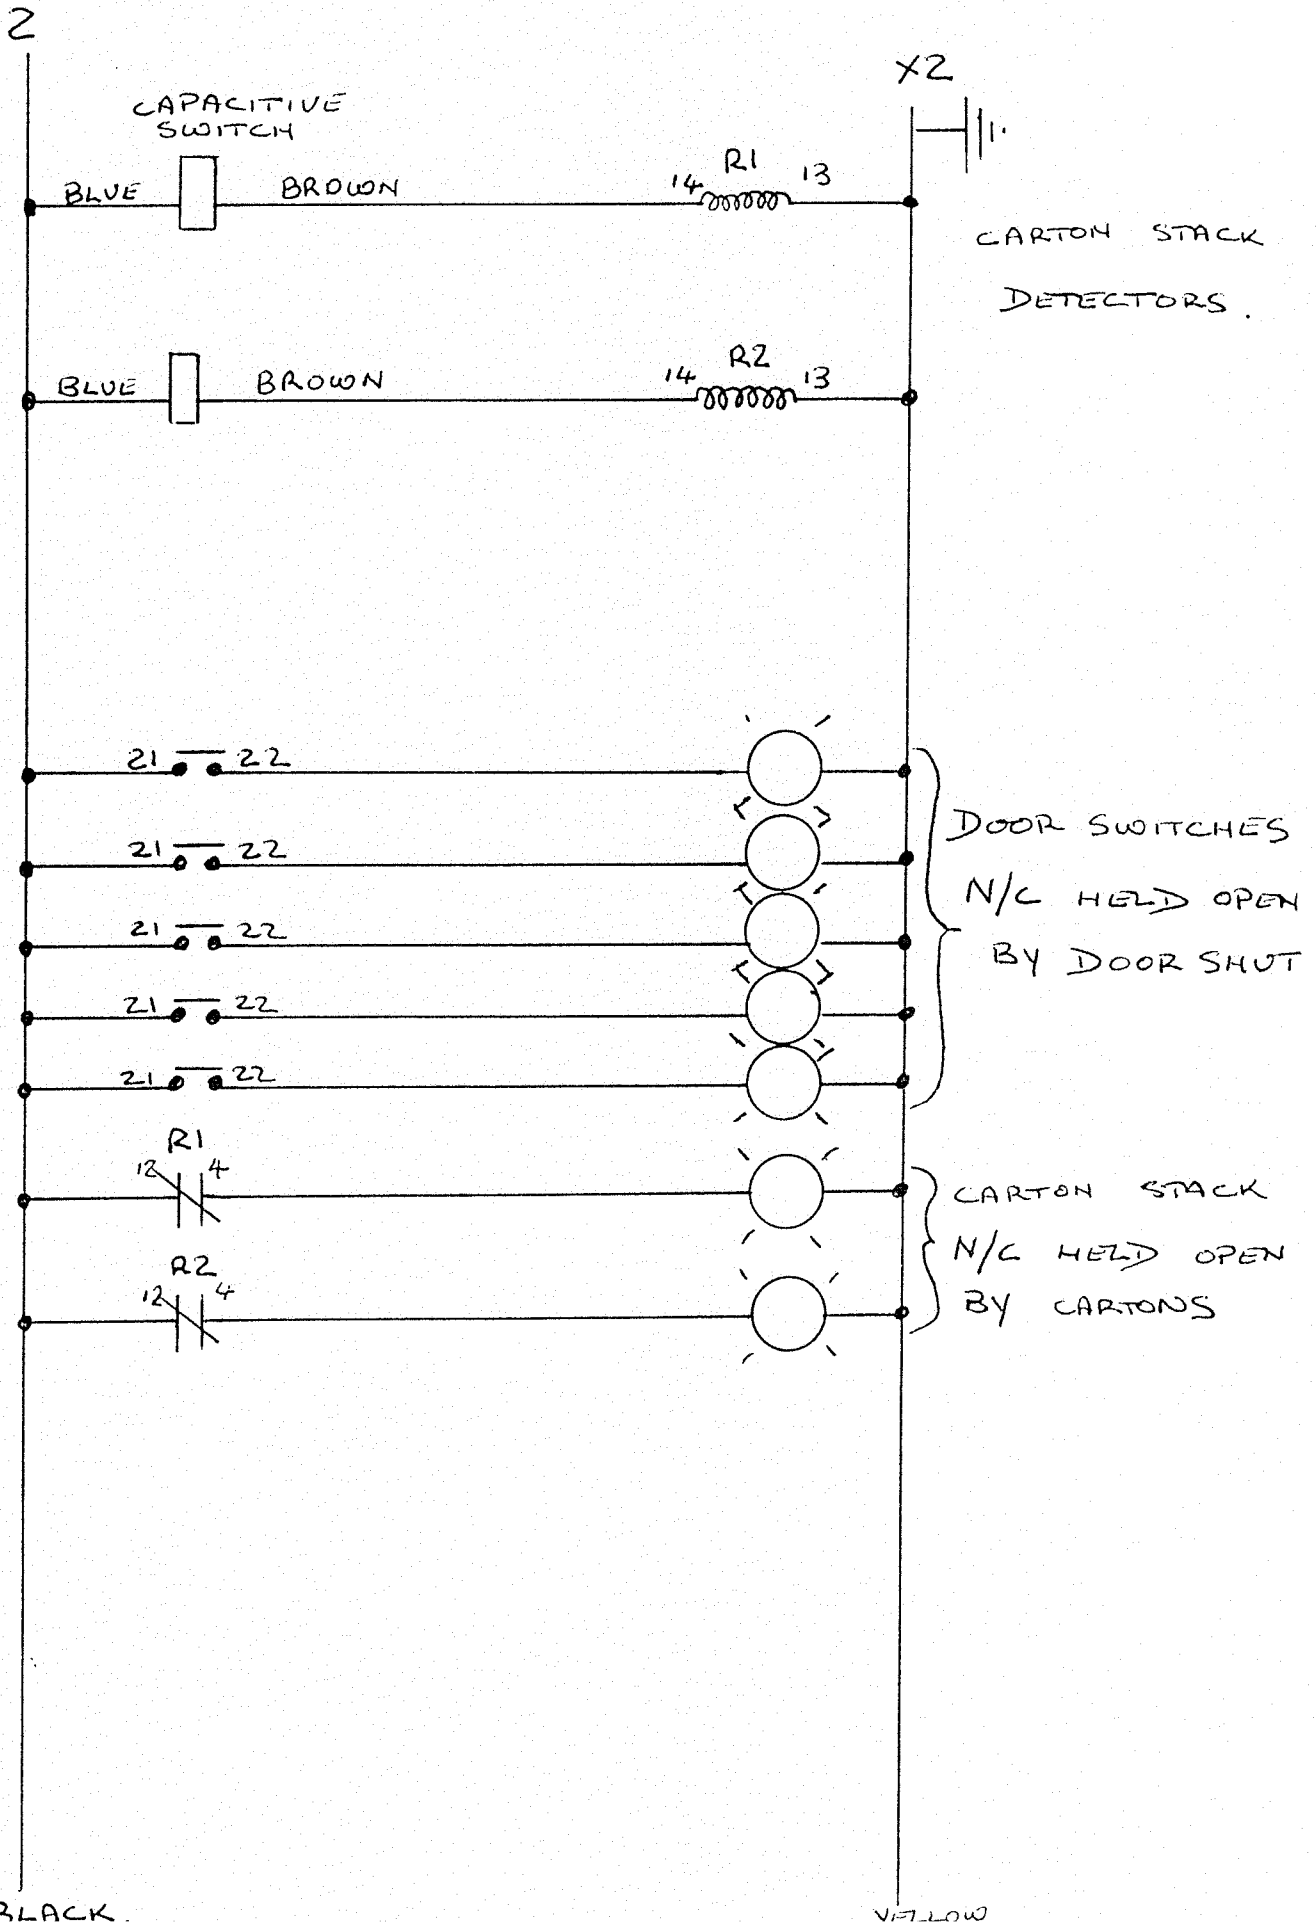 2
X2
CAPACITIVE
SWITCH
BLUE
BROWN
14
R1
13
CARTON STACK
DETECTORS.
BLUE
BROWN
14
R2
13
21
22
21
22
21
22
21
22
21
22
DOOR SWITCHES
N/C HELD OPEN
BY DOOR SHUT
R1
12
4
CARTON STACK
N/C HELD OPEN
BY CARTONS
R2
12
4
BLACK.
YELLOW